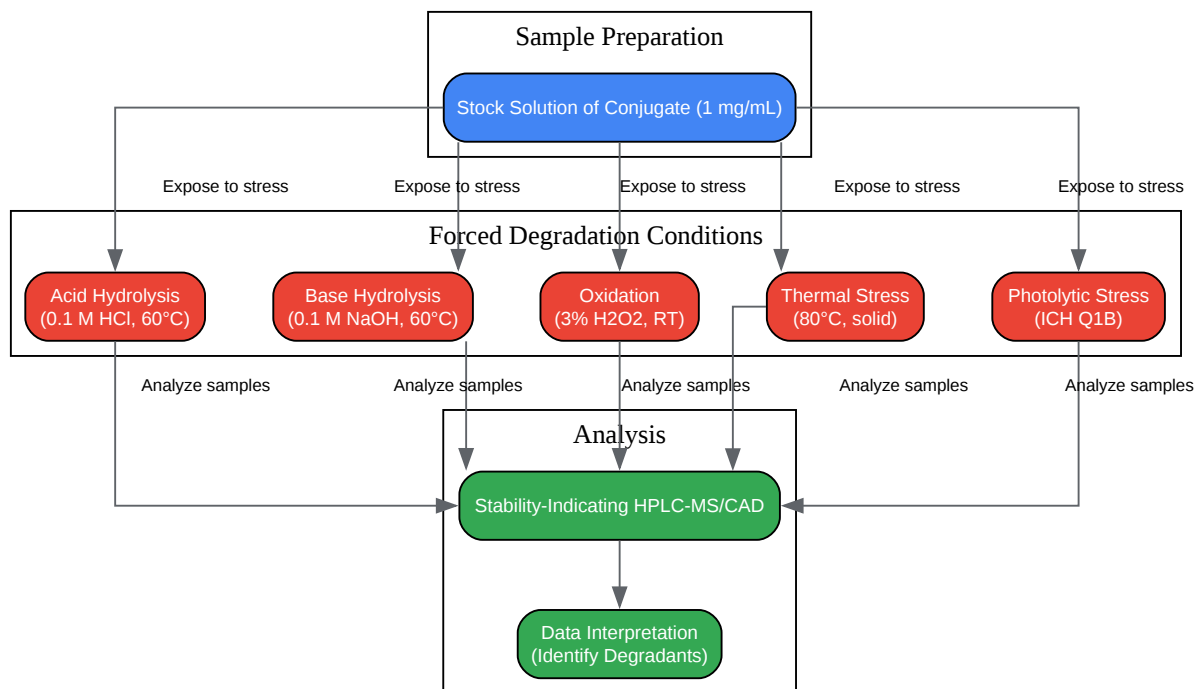 Sample Preparation
Stock Solution of Conjugate (1 mg/mL)
Expose to stress
Expose to stress
Expose to stress
Expose to stress
Expose to stress
Forced Degradation Conditions
Acid Hydrolysis
(0.1 M HCl, 60°C)
Base Hydrolysis
(0.1 M NaOH, 60°C)
Oxidation
(3% H2O2, RT)
Thermal Stress
(80°C, solid)
Photolytic Stress
(ICH Q1B)
Analyze samples
Analyze samples
Analyze samples
Analyze samples
Analyze samples
Analysis
Stability-Indicating HPLC-MS/CAD
Data Interpretation
(Identify Degradants)